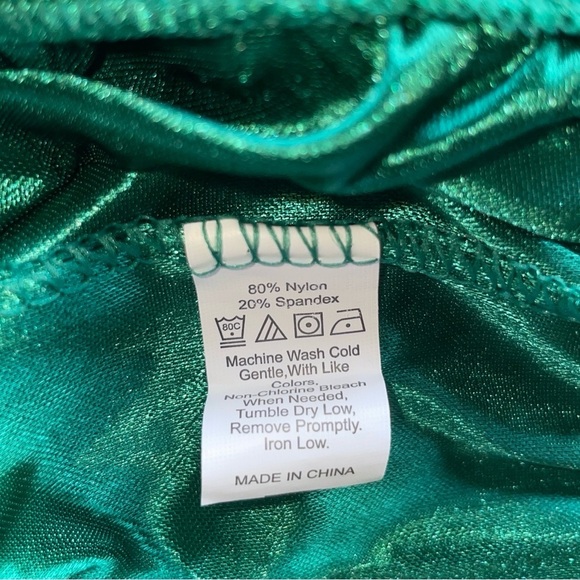 80% Nylon
20% Spandex
80C
Machine Wash Cold
Gentle,With Like
Colors,
Non-Chlorine Bleach
When Needed,
Tumble Dry Low,
Remove Promptly.
Iron Low.
MADE IN CHINA